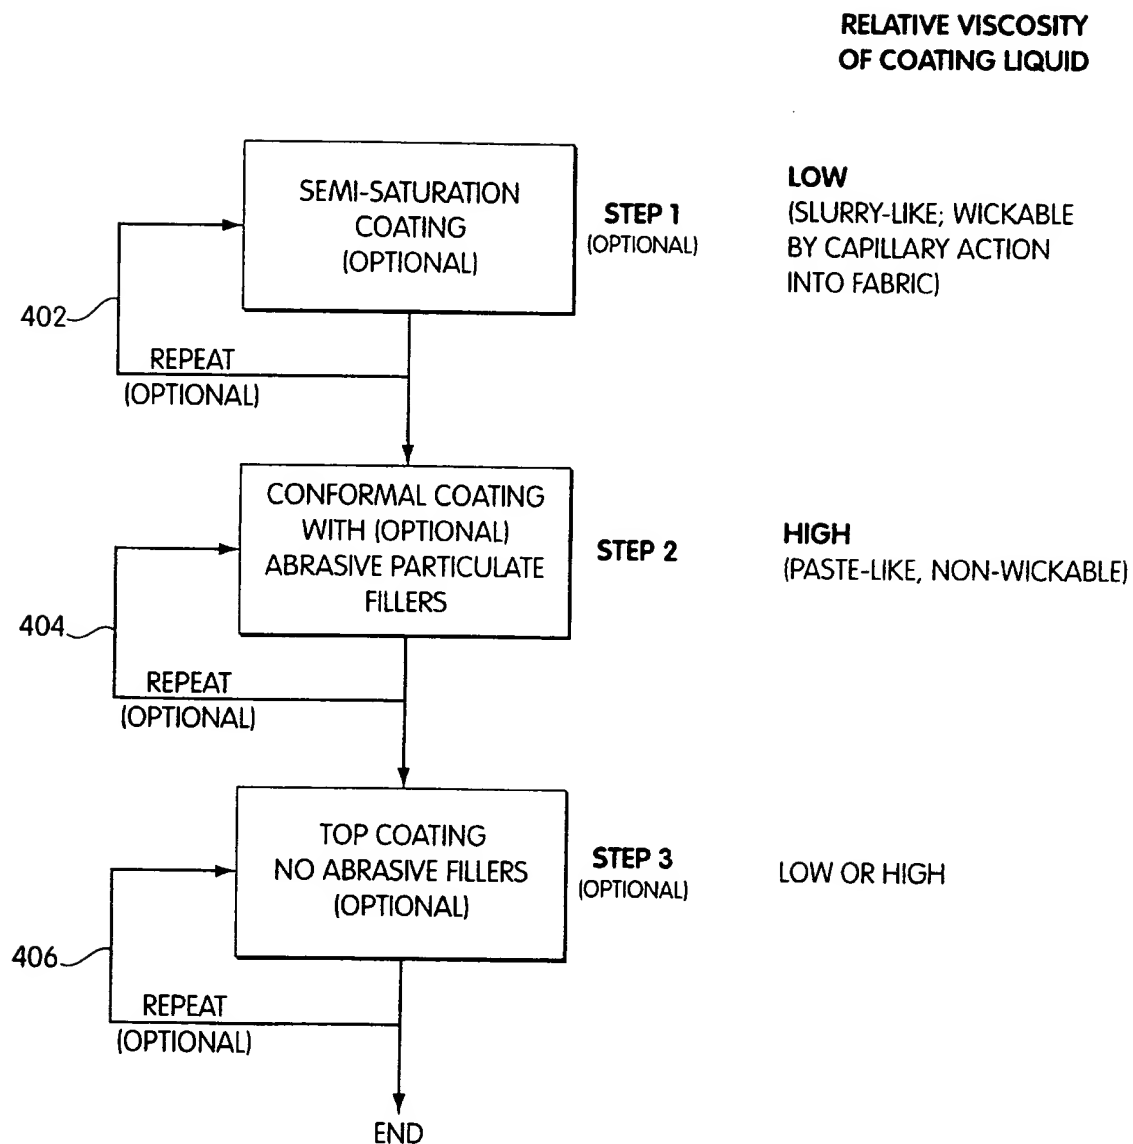 RELATIVE VISCOSITY
OF COATING LIQUID
SEMI-SATURATION
COATING
(OPTIONAL)
STEP 1
(OPTIONAL)
LOW
(SLURRY-LIKE; WICKABLE
BY CAPILLARY ACTION
INTO FABRIC)
402
REPEAT
(OPTIONAL)
CONFORMAL COATING
WITH (OPTIONAL)
ABRASIVE PARTICULATE
FILLERS
STEP 2
HIGH
(PASTE-LIKE, NON-WICKABLE)
404
REPEAT
(OPTIONAL)
TOP COATING
NO ABRASIVE FILLERS
(OPTIONAL)
STEP 3
(OPTIONAL)
LOW OR HIGH
406
REPEAT
(OPTIONAL)
END